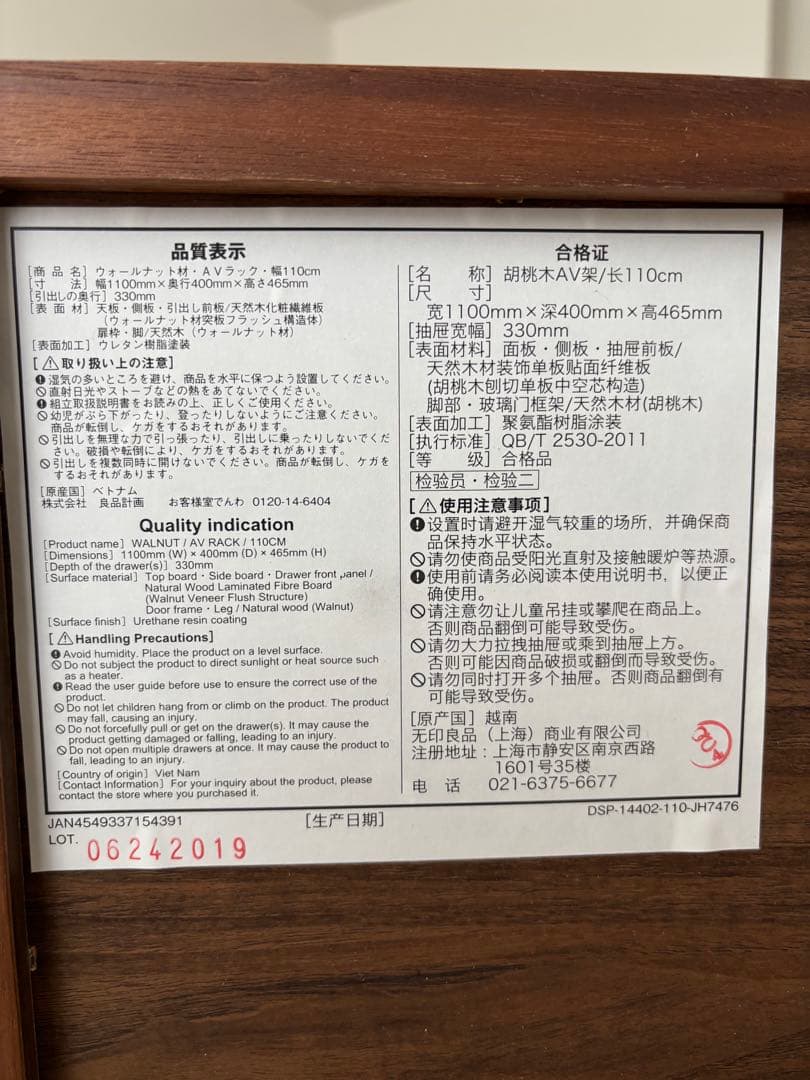 品質表示
[商 品 名] ウォールナット材・AVラック・幅110cm
[寸　　法] 幅1100mm×奥行400mm×高さ465mm
[引出しの奥行] 330mm
[表 面 材] 天板・側板・引出し前板/天然木化粧繊維板
(ウォールナット材突板フラッシュ構造体)
扉枠・脚/天然木(ウォールナット材)
[表面加工] ウレタン樹脂塗装
[⚠取り扱い上の注意]
湿気の多いところを避け、商品を水平に保つよう設置してください。
直射日光やストーブなどの熱をあてないでください。
組立取扱説明書をお読みの上、正しくご使用ください。
幼児がぶら下がったり、登ったりしないようにご注意ください。
商品が転倒し、ケガをするおそれがあります。
引出しを無理な力で引っ張ったり、引出しに乗ったりしないでくだ
さい。破損や転倒により、ケガをするおそれがあります。
引出しを複数同時に開けないでください。商品が転倒し、ケガを
するおそれがあります。
[原産国] ベトナム
株式会社 良品計画　お客様室でんわ 0120-14-6404
Quality indication
[Product name] WALNUT / AV RACK / 110CM
[Dimensions] 1100mm (W) × 400mm (D) × 465mm (H)
[Depth of the drawer(s)] 330mm
[Surface material] Top board・Side board・Drawer front panel /
Natural Wood Laminated Fibre Board
(Walnut Veneer Flush Structure)
Door frame・Leg / Natural wood (Walnut)
[Surface finish] Urethane resin coating
[⚠Handling Precautions]
Avoid humidity. Place the product on a level surface.
Do not subject the product to direct sunlight or heat source such
as a heater.
Read the user guide before use to ensure the correct use of the
product.
Do not let children hang from or climb on the product. The product
may fall, causing an injury.
Do not forcefully pull or get on the drawer(s). It may cause the
product getting damaged or falling, leading to an injury.
Do not open multiple drawers at once. It may cause the product to
fall, leading to an injury.
[Country of origin] Viet Nam
[Contact Information] For your inquiry about the product, please
contact the store where you purchased it.
合格证
[名　　称] 胡桃木AV架/长110cm
[尺　　寸]
宽1100mm×深400mm×高465mm
[抽屉宽幅] 330mm
[表面材料] 面板・侧板・抽屉前板/
天然木材装饰单板贴面纤维板
(胡桃木刨切单板中空芯构造)
脚部・玻璃门框架/天然木材(胡桃木)
[表面加工] 聚氨酯树脂涂装
[执行标准] QB/T 2530-2011
[等　　级] 合格品
检验员・检验二
[⚠使用注意事项]
设置时请避开湿气较重的场所，并确保商
品保持水平状态。
请勿使商品受阳光直射及接触暖炉等热源。
使用前请务必阅读本使用说明书，以便正
确使用。
请注意勿让儿童吊挂或攀爬在商品上。
否则商品翻倒可能导致受伤。
请勿大力拉拽抽屉或乘到抽屉上方。
否则可能因商品破损或翻倒而导致受伤。
请勿同时打开多个抽屉。否则商品翻倒有
可能导致受伤。
[原产国] 越南
无印良品（上海）商业有限公司
注册地址：上海市静安区南京西路
1601号35楼
电　话　021-6375-6677
JAN4549337154391
[生产日期]
DSP-14402-110-JH7476
LOT. 06242019